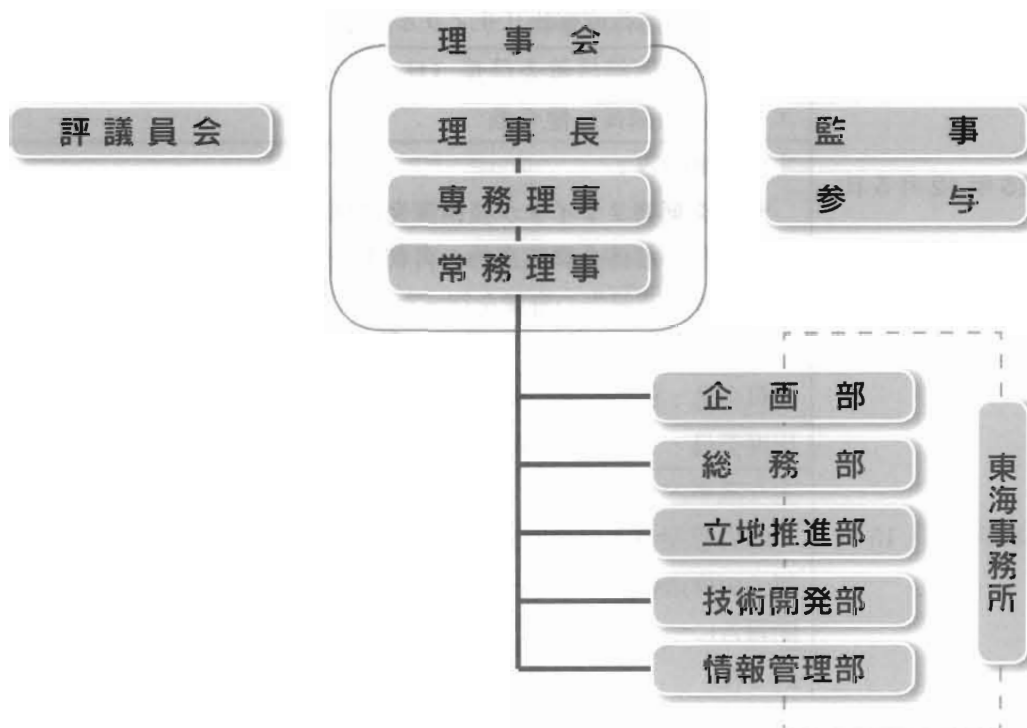 理事会
評議員会
理事長
専務理事
常務理事
監事
参与
企画部
総務部
立地推進部
技術開発部
情報管理部
東海事務所